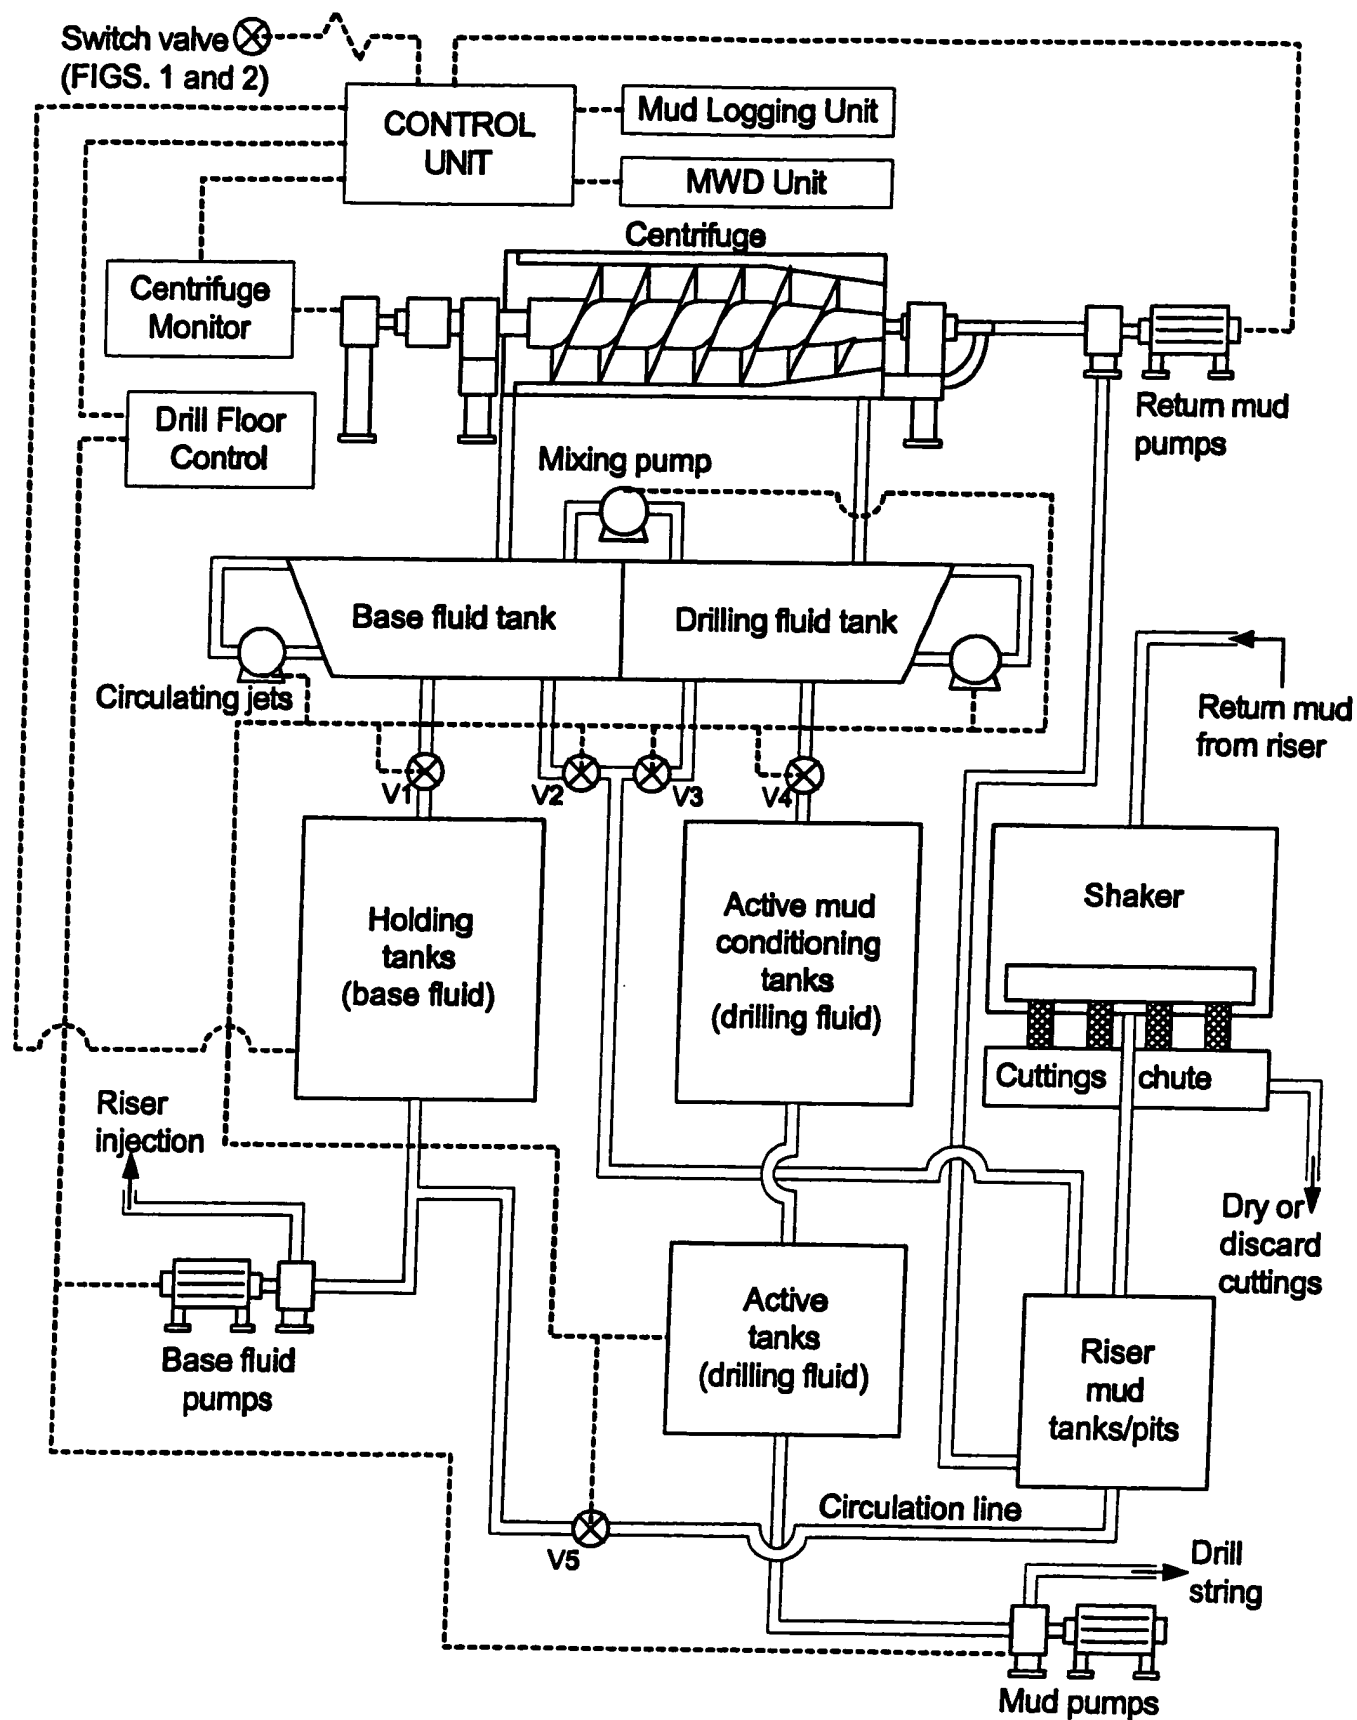 Switch valve
(FIGS. 1 and 2)
CONTROL
UNIT
Mud Logging Unit
MWD Unit
Centrifuge
Centrifuge
Monitor
Return mud
pumps
Drill Floor
Control
Mixing pump
Base fluid tank
Drilling fluid tank
Circulating jets
Return mud
from riser
V1
V2
V3
V4
Holding
tanks
(base fluid)
Active mud
conditioning
tanks
(drilling fluid)
Shaker
Cuttings chute
Riser
injection
Dry or
discard
cuttings
Base fluid
pumps
Active
tanks
(drilling fluid)
Riser
mud
tanks/pits
Circulation line
V5
Drill
string
Mud pumps